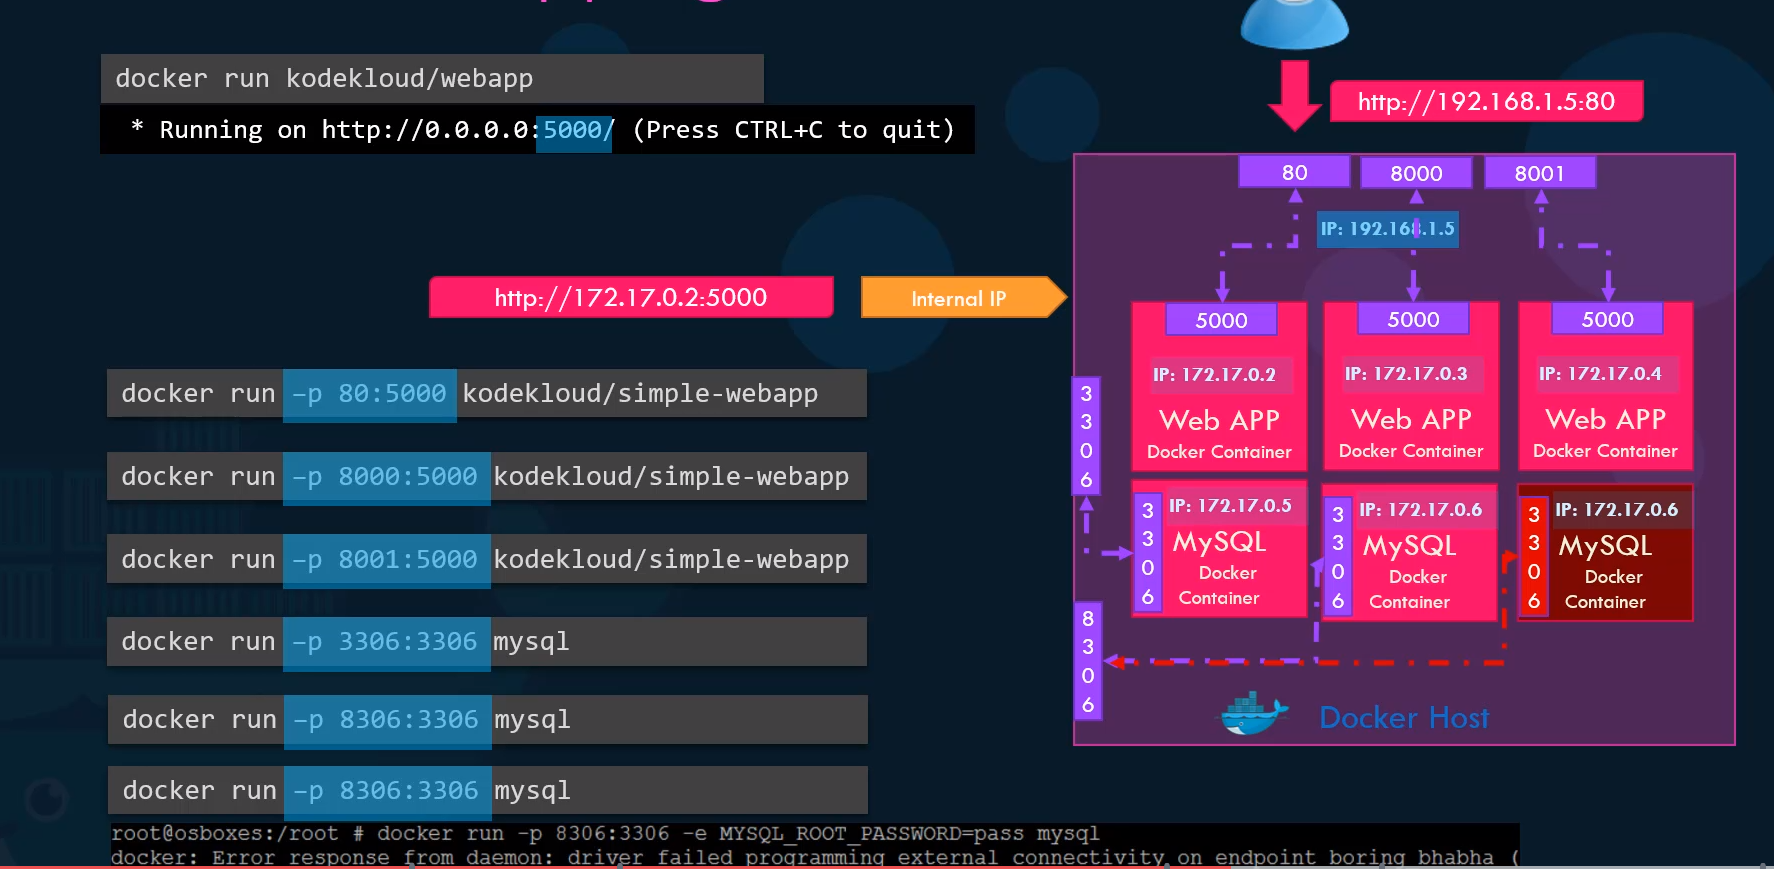 docker run kodekloud/webapp
* Running on http://0.0.0.0:5000/ (Press CTRL+C to quit)
http://192.168.1.5:80
80
8000
8001
IP: 192.168.1.5
http://172.17.0.2:5000
Internal IP
5000
5000
5000
IP: 172.17.0.2
IP: 172.17.0.3
IP: 172.17.0.4
Web APP
Docker Container
Web APP
Docker Container
Web APP
Docker Container
3306
docker run –p 80:5000 kodekloud/simple-webapp
docker run –p 8000:5000 kodekloud/simple-webapp
docker run –p 8001:5000 kodekloud/simple-webapp
docker run –p 3306:3306 mysql
docker run –p 8306:3306 mysql
docker run –p 8306:3306 mysql
3306
IP: 172.17.0.5
MySQL
Docker
Container
3306
IP: 172.17.0.6
MySQL
Docker
Container
3306
IP: 172.17.0.6
MySQL
Docker
Container
8306
Docker Host
root@osboxes:/root # docker run -p 8306:3306 -e MYSQL_ROOT_PASSWORD=pass mysql
docker: Error response from daemon: driver failed programming external connectivity on endpoint boring bhabha (